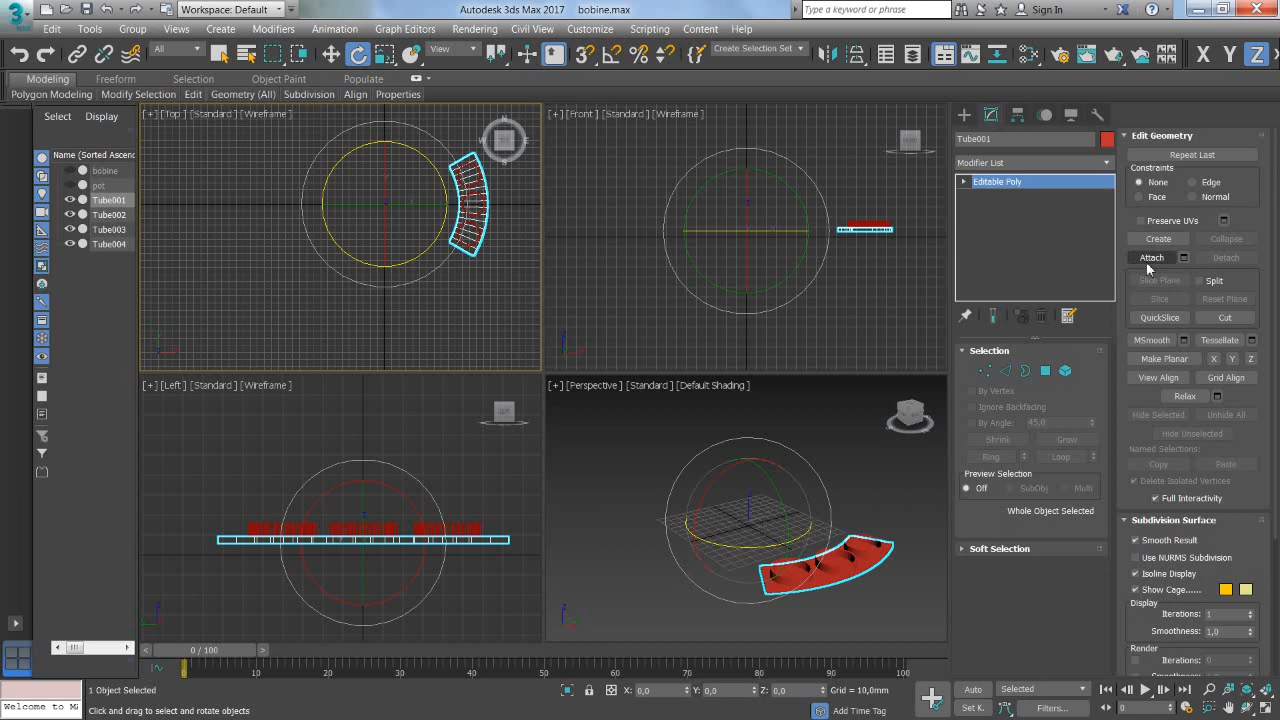 3 Workspace: Default Autodesk 3ds Max 2017 bobine.max Type a keyword or phrase Sign In
MAX Edit Tools Group Views Create Modifiers Animation Graph Editors Rendering Civil View Customize Scripting Content Help
All View Create Selection Set X Y Z
Modeling Freeform Selection Object Paint Populate
Polygon Modeling Modify Selection Edit Geometry (All) Subdivision Align Properties
Select Display
Name (Sorted Ascen
bobine
pot
Tube001
Tube002
Tube003
Tube004
[+] [Top] [Standard] [Wireframe]
[+] [Front] [Standard] [Wireframe]
[+] [Left] [Standard] [Wireframe]
[+] [Perspective] [Standard] [Default Shading]
Tube001
Modifier List
Editable Poly
Selection
By Vertex
Ignore Backfacing
By Angle: 45,0
Shrink Grow
Ring Loop
Preview Selection
Off SubObj Multi
Whole Object Selected
Soft Selection
Edit Geometry
Repeat Last
Constraints
None Edge
Face Normal
Preserve UVs
Create Collapse
Attach Detach
Slice Plane Split
Slice Reset Plane
QuickSlice Cut
MSmooth Tessellate
Make Planar X Y Z
View Align Grid Align
Relax
Hide Selected Unhide All
Hide Unselected
Named Selections:
Copy Paste
Delete Isolated Vertices
Full Interactivity
Subdivision Surface
Smooth Result
Use NURMS Subdivision
Isoline Display
Show Cage......
Display
Iterations: 1
Smoothness: 1,0
Render
Iterations: 0
Smoothness: 1,0
0 / 100
0 10 20 30 40 50 60 70 80 90 100
1 Object Selected X: 0,0 Y: 0,0 Z: 0,0 Grid = 10,0mm Auto Selected
Welcome to Ma Click and drag to select and rotate objects Add Time Tag Set K. Filters... 0